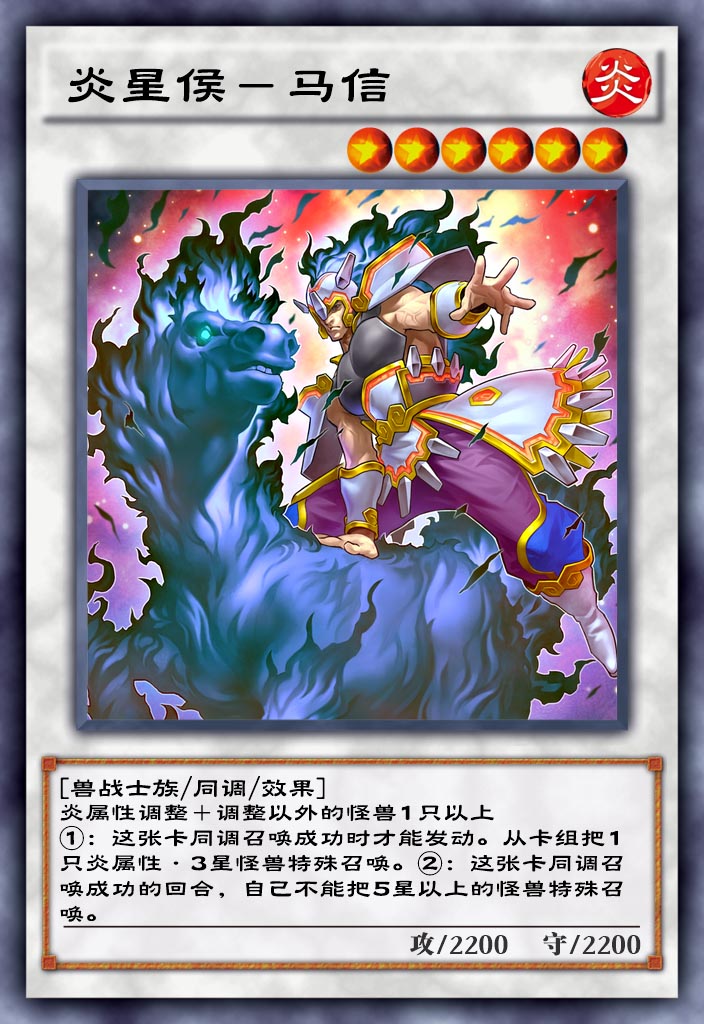 炎星侯－马信
炎
[兽战士族/同调/效果]
炎属性调整＋调整以外的怪兽1只以上
①：这张卡同调召唤成功时才能发动。从卡组把1
只炎属性·3星怪兽特殊召唤。②：这张卡同调召
唤成功的回合，自己不能把5星以上的怪兽特殊召
唤。
攻/2200 守/2200